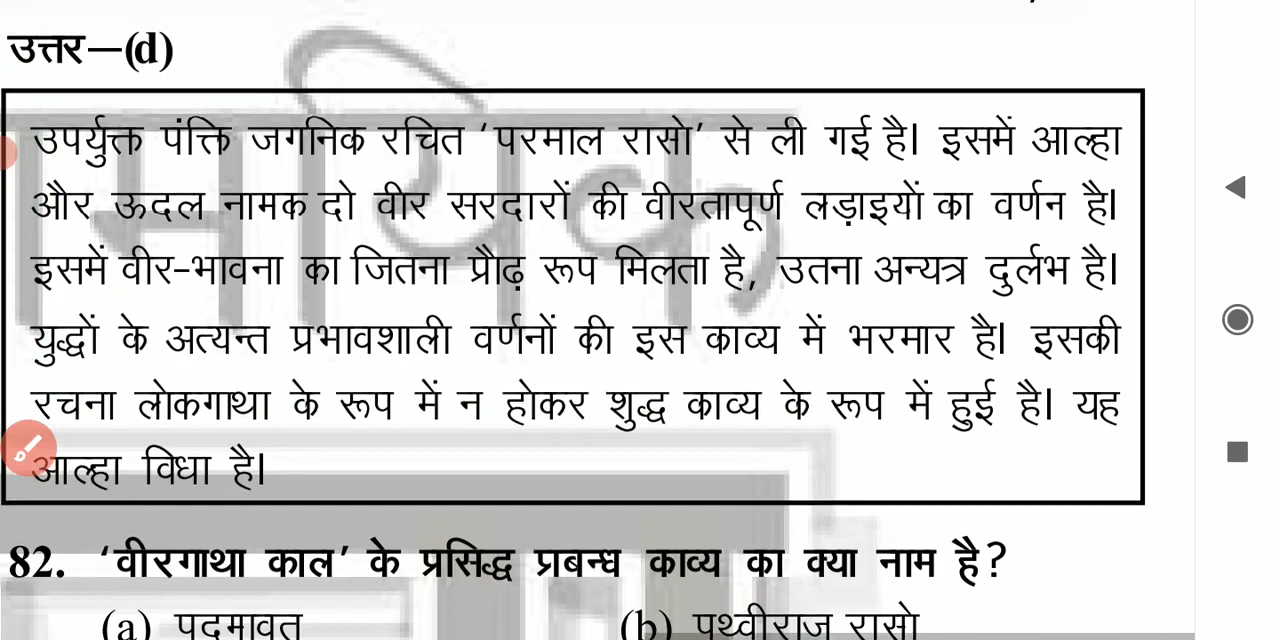 उत्तर—(d)
उपर्युक्त पंक्ति जगनिक रचित ‘परमाल रासो’ से ली गई है। इसमें आल्हा
और ऊदल नामक दो वीर सरदारों की वीरतापूर्ण लड़ाइयों का वर्णन है।
इसमें वीर-भावना का जितना प्रौढ़ रूप मिलता है, उतना अन्यत्र दुर्लभ है।
युद्धों के अत्यन्त प्रभावशाली वर्णनों की इस काव्य में भरमार है। इसकी
रचना लोकगाथा के रूप में न होकर शुद्ध काव्य के रूप में हुई है। यह
आल्हा विधा है।
82. ‘वीरगाथा काल’ के प्रसिद्ध प्रबन्ध काव्य का क्या नाम है?
(a) पद्मावत (b) पृथ्वीराज रासो